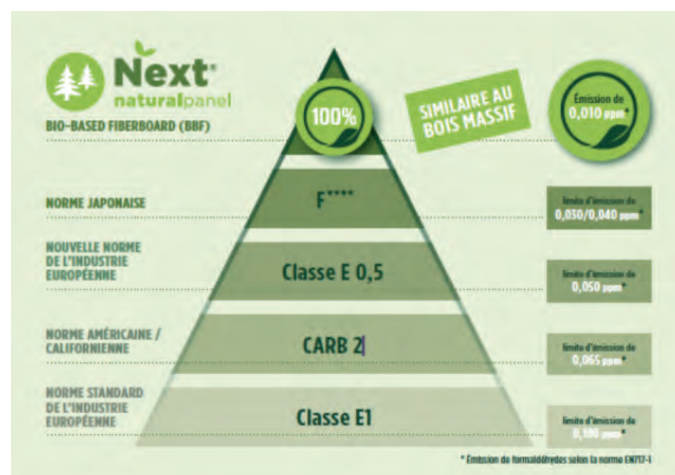 Next®
naturalpanel
BIO-BASED FIBERBOARD (BBF)
100%
SIMILAIRE AU
BOIS MASSIF
Émission de
0,010 ppm*
NORME JAPONAISE
F****
limite d'émission de
0,030/0,040 ppm*
NOUVELLE NORME
DE L'INDUSTRIE
EUROPÉENNE
Classe E 0,5
limite d'émission de
0,050 ppm*
NORME AMÉRICAINE /
CALIFORNIENNE
CARB 2
limite d'émission de
0,065 ppm*
NORME STANDARD
DE L'INDUSTRIE
EUROPÉENNE
Classe E1
limite d'émission de
ppm*
* Émission de formaldéhydes selon la norme EN717-1